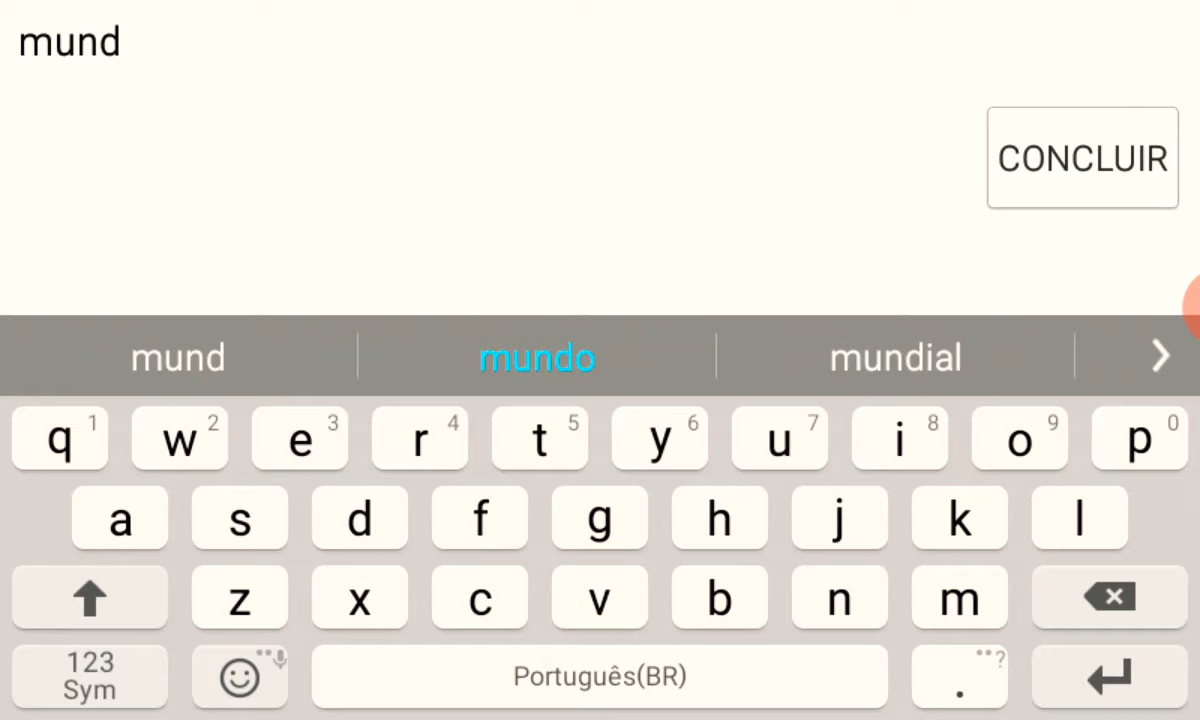 mund
CONCLUIR
mund mundo mundial
q 1 w 2 e 3 r 4 t 5 y 6 u 7 i 8 o 9 p 0
a s d f g h j k l
z x c v b n m
123 Sym Português(BR) . ?